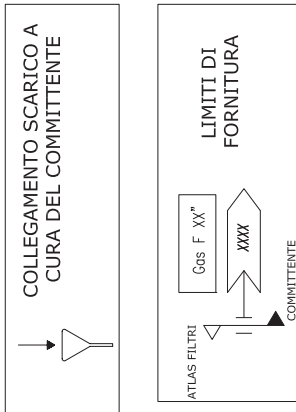 COLLEGAMENTO SCARICO A
CURA DEL COMMITTENTE
LIMITI DI
FORNITURA
Gas F XX"
XXXX
ATLAS FILTRI
COMMITTENTE